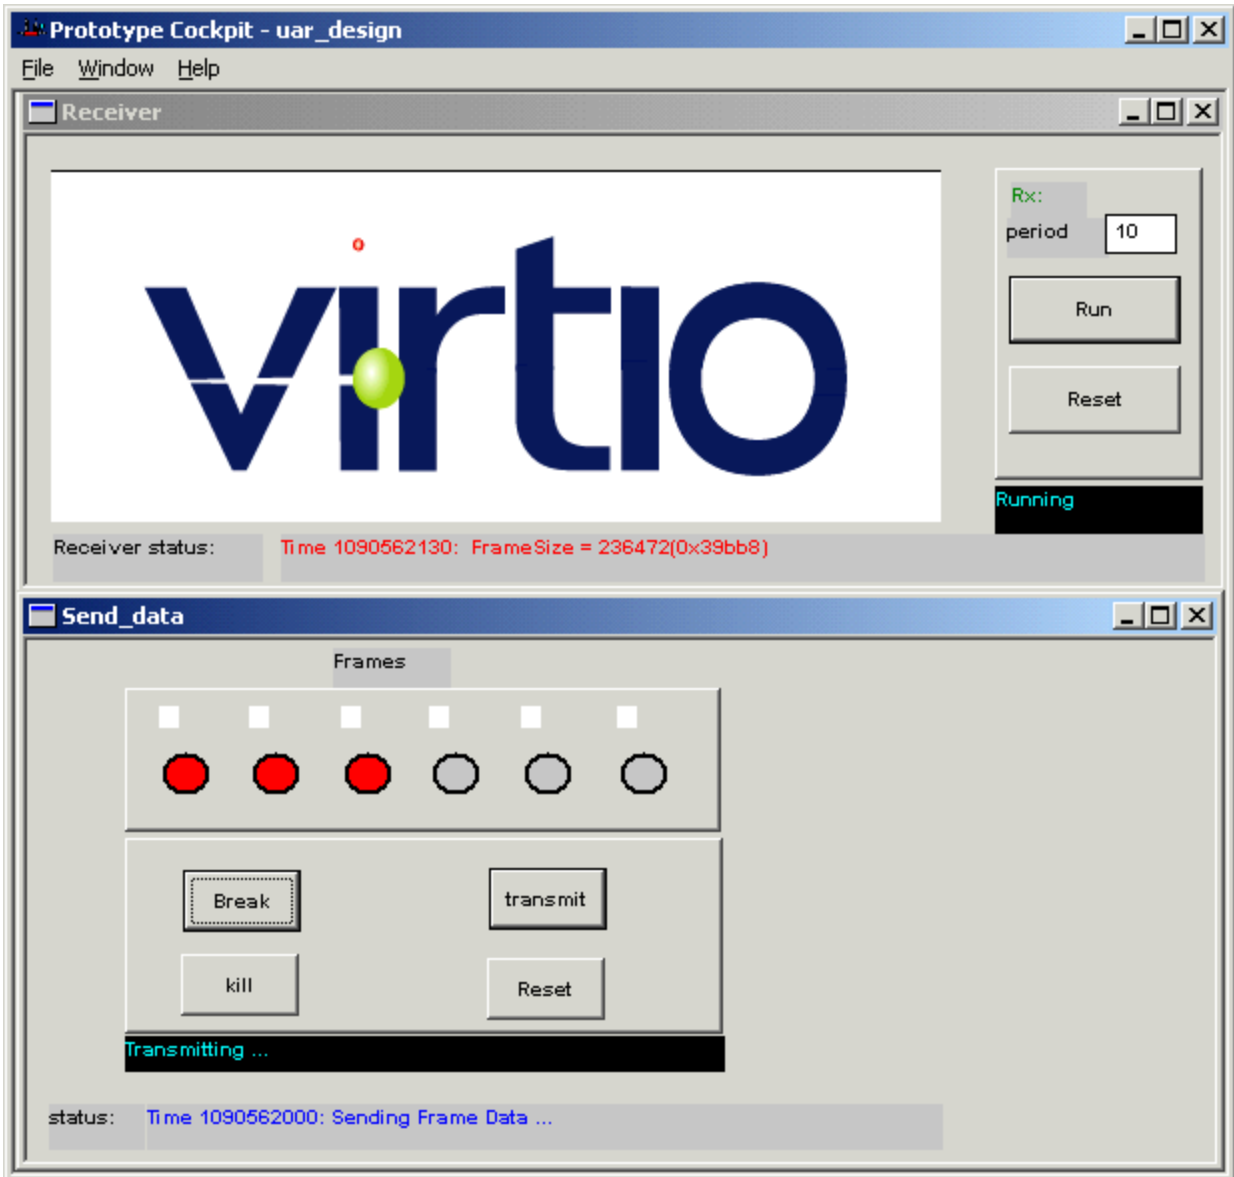 Prototype Cockpit - uar_design
File Window Help
Receiver
virtio
Rx:
period 10
Run
Reset
Running
Receiver status: Time 1090562130: FrameSize = 236472(0x39bb8)
Send_data
Frames
Break transmit
kill Reset
Transmitting ...
status: Time 1090562000: Sending Frame Data ...